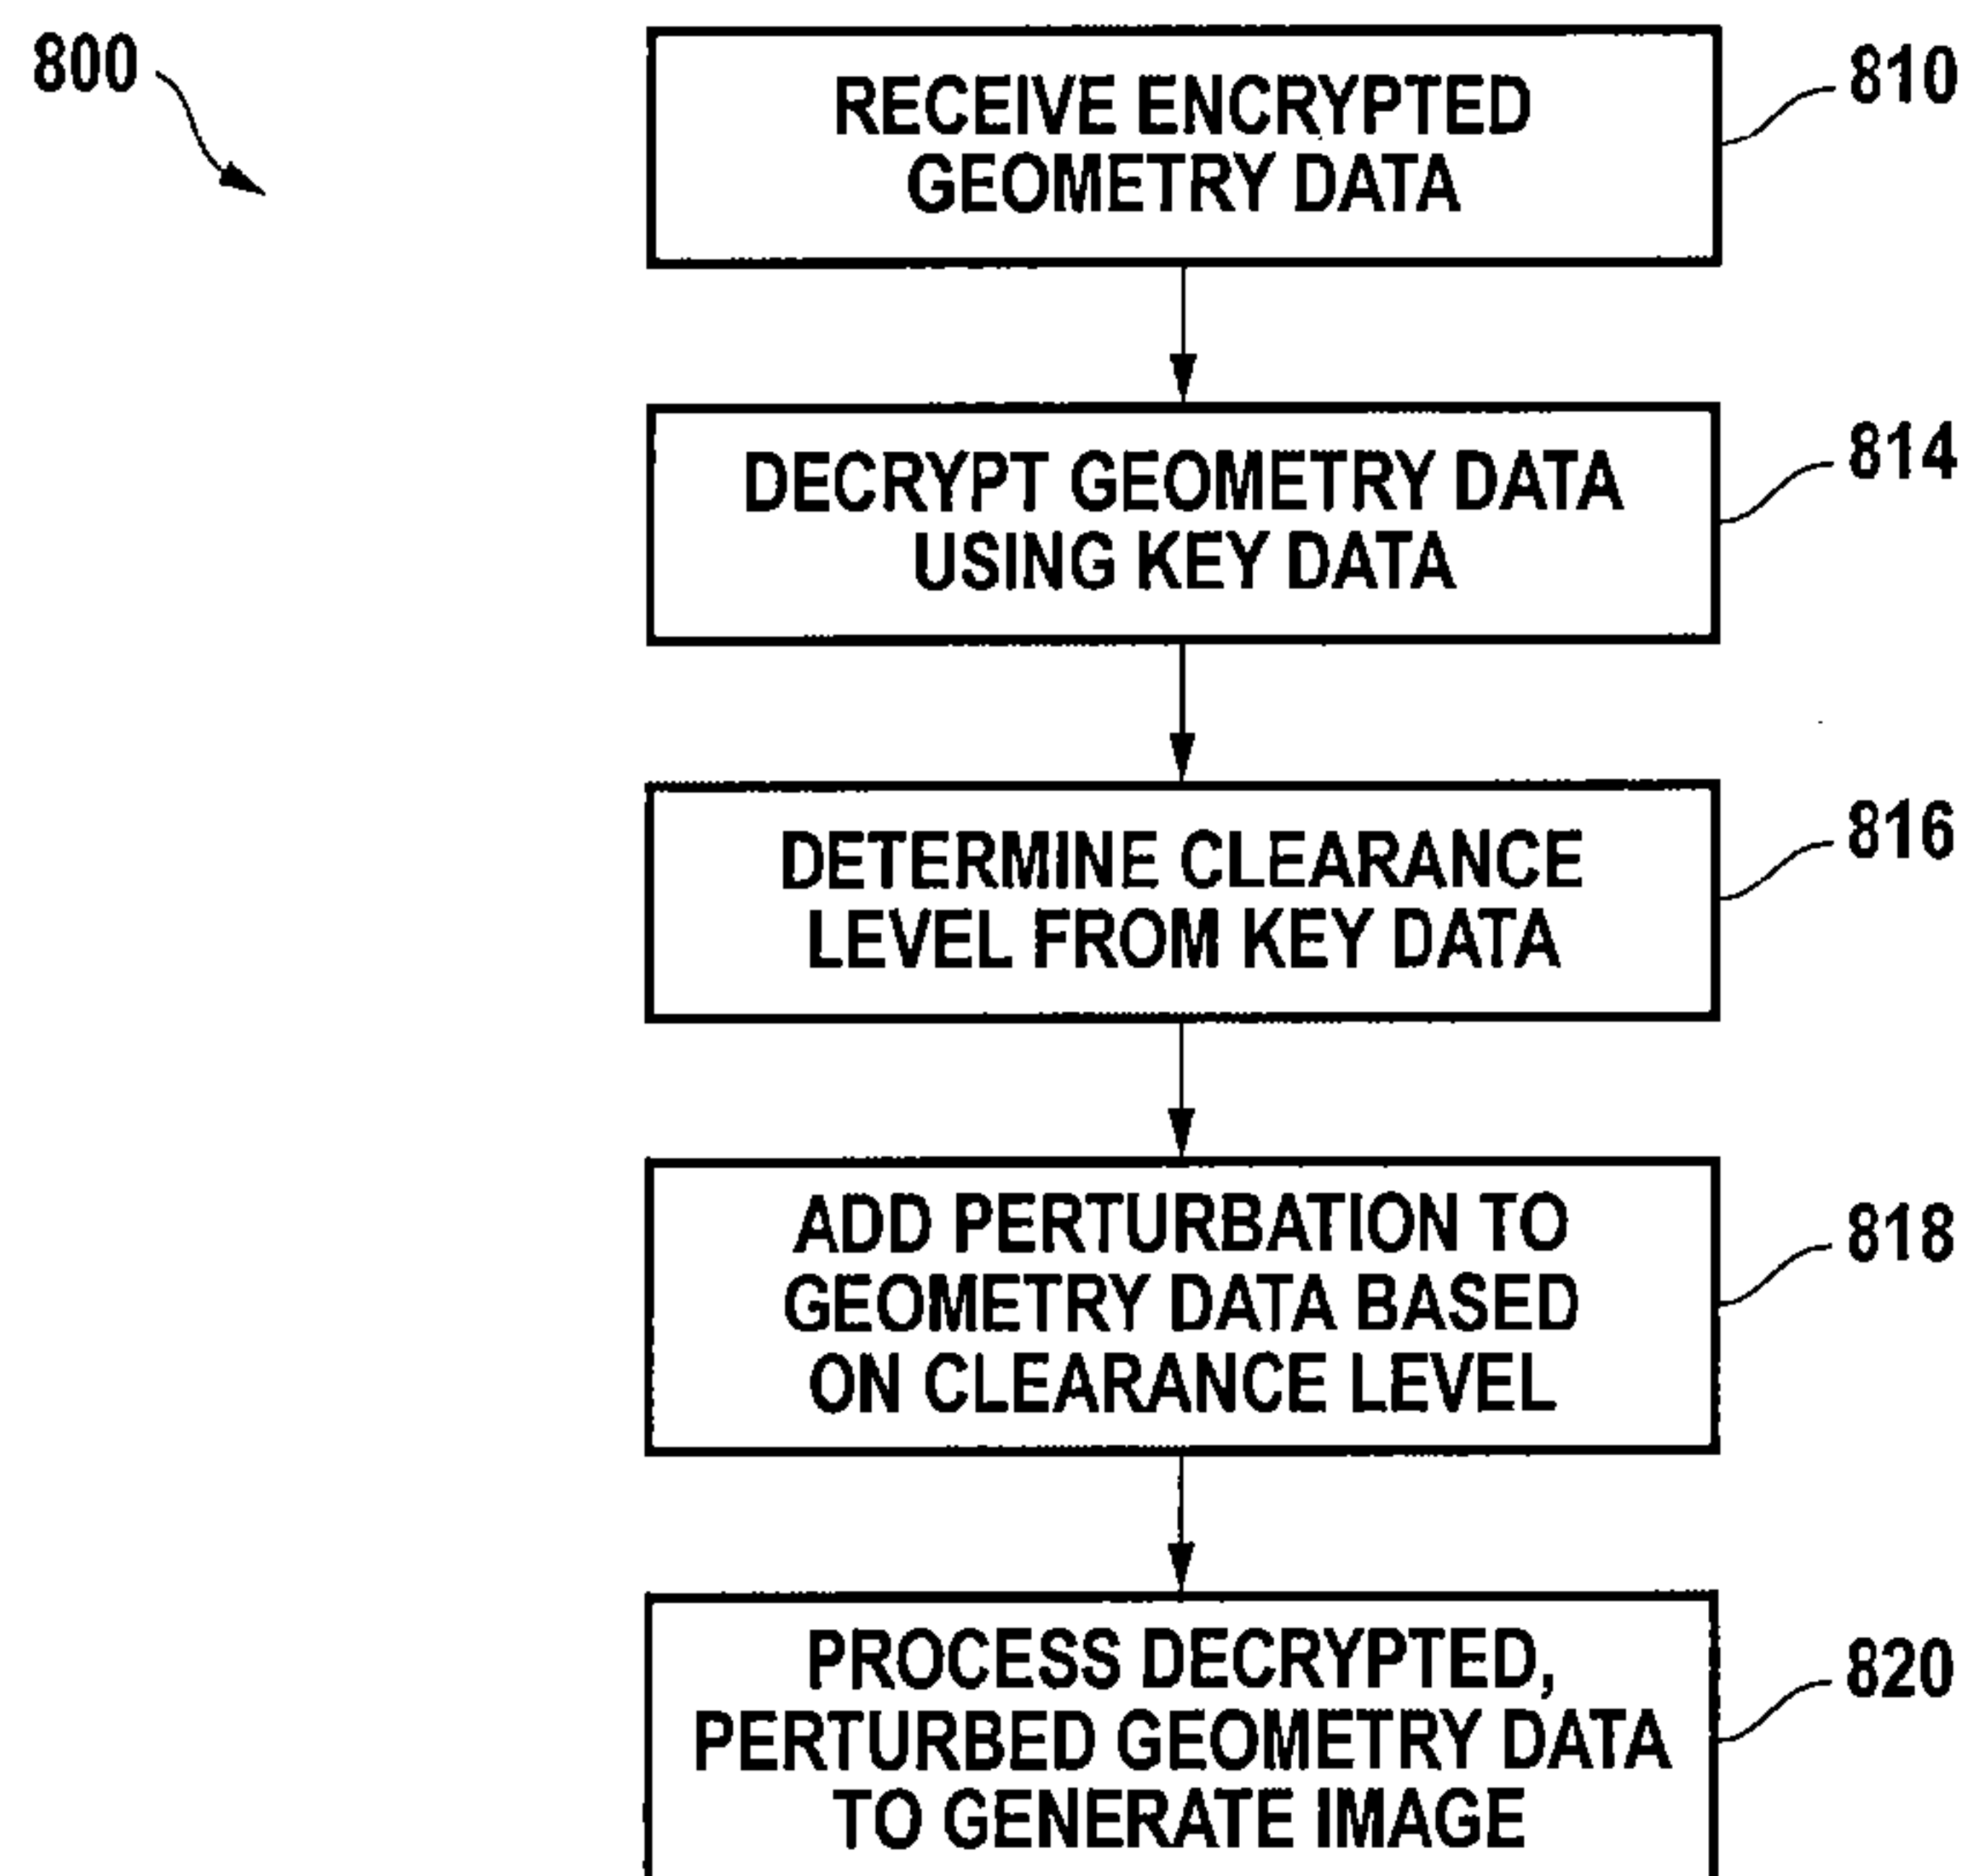 800
RECEIVE ENCRYPTED
GEOMETRY DATA
810
DECRYPT GEOMETRY DATA
USING KEY DATA
814
DETERMINE CLEARANCE
LEVEL FROM KEY DATA
816
ADD PERTURBATION TO
GEOMETRY DATA BASED
ON CLEARANCE LEVEL
818
PROCESS DECRYPTED,
PERTURBED GEOMETRY DATA
TO GENERATE IMAGE
820